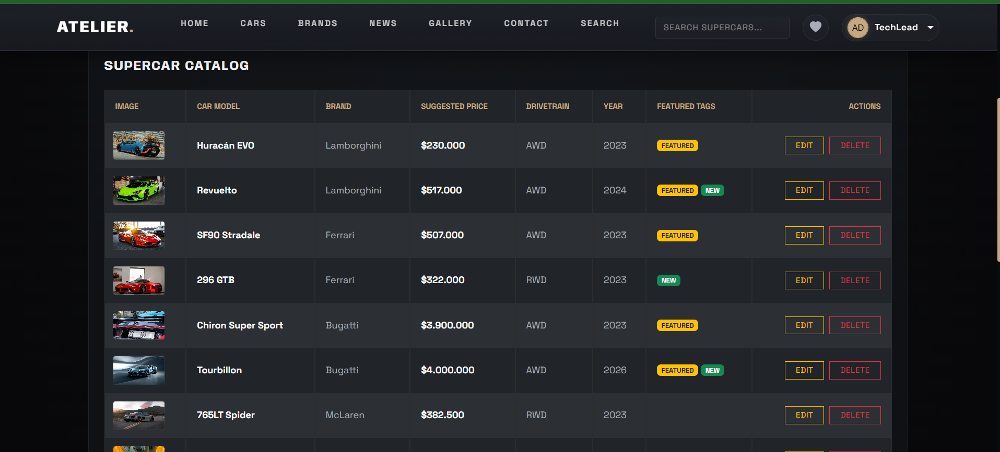 ATELIER.
HOME CARS BRANDS NEWS GALLERY CONTACT SEARCH
SEARCH SUPERCARS...
AD TechLead
SUPERCAR CATALOG
IMAGE CAR MODEL BRAND SUGGESTED PRICE DRIVETRAIN YEAR FEATURED TAGS ACTIONS
Huracán EVO Lamborghini $230.000 AWD 2023 FEATURED EDIT DELETE
Revuelto Lamborghini $517.000 AWD 2024 FEATURED NEW EDIT DELETE
SF90 Stradale Ferrari $507.000 AWD 2023 FEATURED EDIT DELETE
296 GTB Ferrari $322.000 RWD 2023 NEW EDIT DELETE
Chiron Super Sport Bugatti $3.900.000 AWD 2023 FEATURED EDIT DELETE
Tourbillon Bugatti $4.000.000 AWD 2026 FEATURED NEW EDIT DELETE
765LT Spider McLaren $382.500 RWD 2023 EDIT DELETE